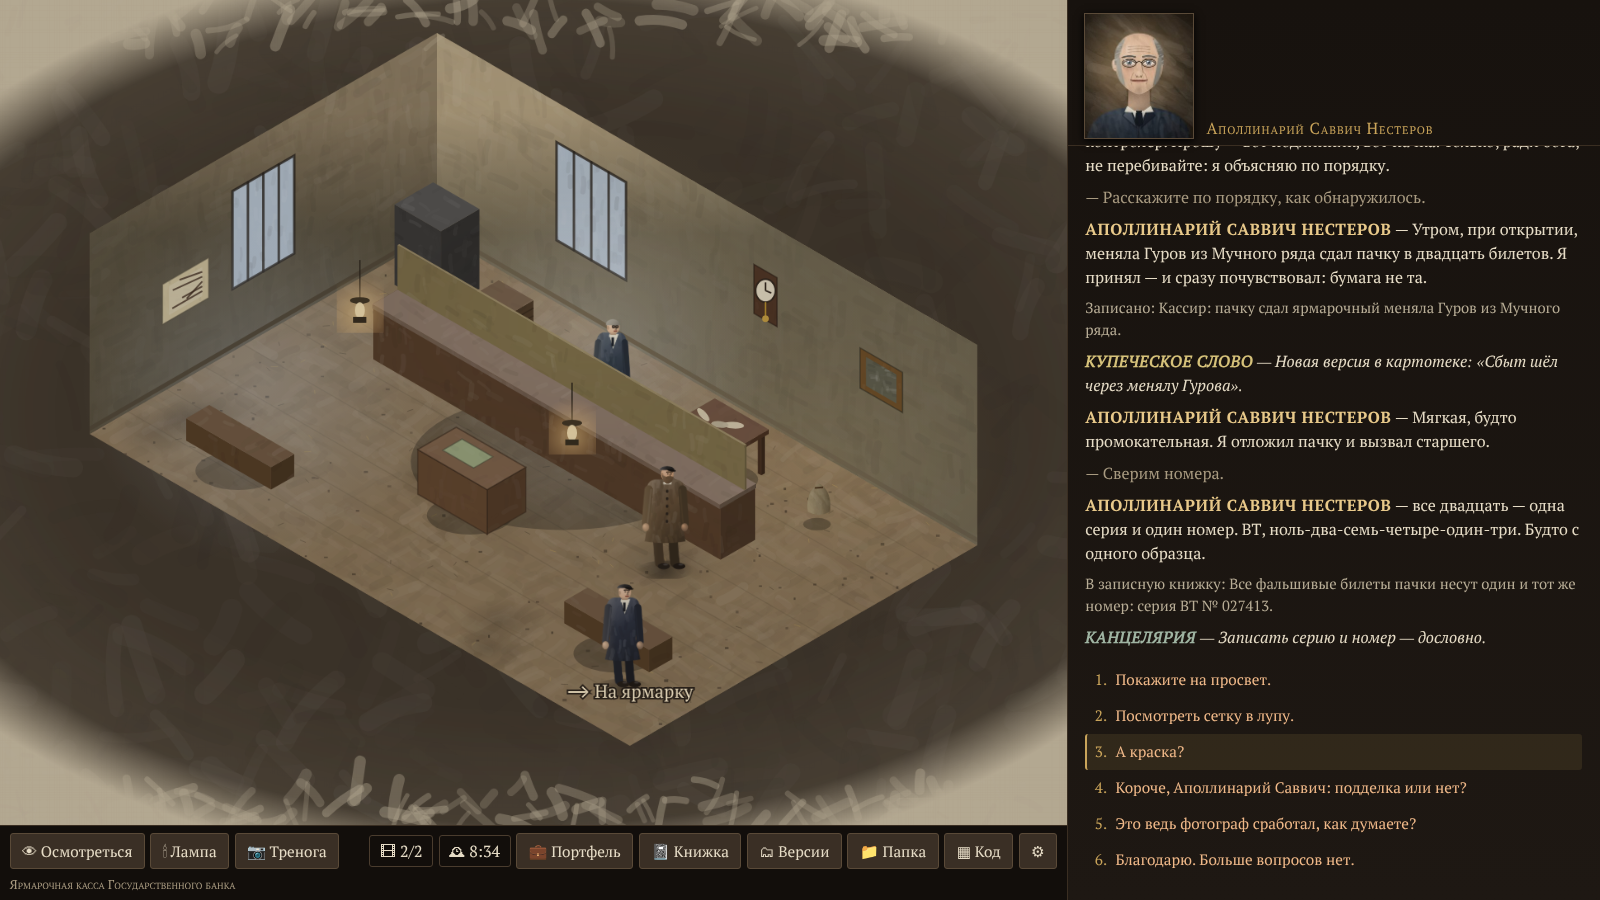 Аполлинарий Саввич Нестеров
не перебивайте: я объясняю по порядку.
— Расскажите по порядку, как обнаружилось.
АПОЛЛИНАРИЙ САВВИЧ НЕСТЕРОВ — Утром, при открытии,
меняла Гуров из Мучного ряда сдал пачку в двадцать билетов. Я
принял — и сразу почувствовал: бумага не та.
Записано: Кассир: пачку сдал ярмарочный меняла Гуров из Мучного
ряда.
КУПЕЧЕСКОЕ СЛОВО — Новая версия в картотеке: «Сбыт шёл
через менялу Гурова».
АПОЛЛИНАРИЙ САВВИЧ НЕСТЕРОВ — Мягкая, будто
промокательная. Я отложил пачку и вызвал старшего.
— Сверим номера.
АПОЛЛИНАРИЙ САВВИЧ НЕСТЕРОВ — все двадцать — одна
серия и один номер. ВТ, ноль-два-семь-четыре-один-три. Будто с
одного образца.
В записную книжку: Все фальшивые билеты пачки несут один и тот же
номер: серия ВТ № 027413.
КАНЦЕЛЯРИЯ — Записать серию и номер — дословно.
1. Покажите на просвет.
2. Посмотреть сетку в лупу.
3. А краска?
4. Короче, Аполлинарий Саввич: подделка или нет?
5. Это ведь фотограф сработал, как думаете?
6. Благодарю. Больше вопросов нет.
→ На ярмарку
Осмотреться Лампа Тренога 2/2 8:34 Портфель Книжка Версии Папка Код
Ярмарочная касса Государственного банка